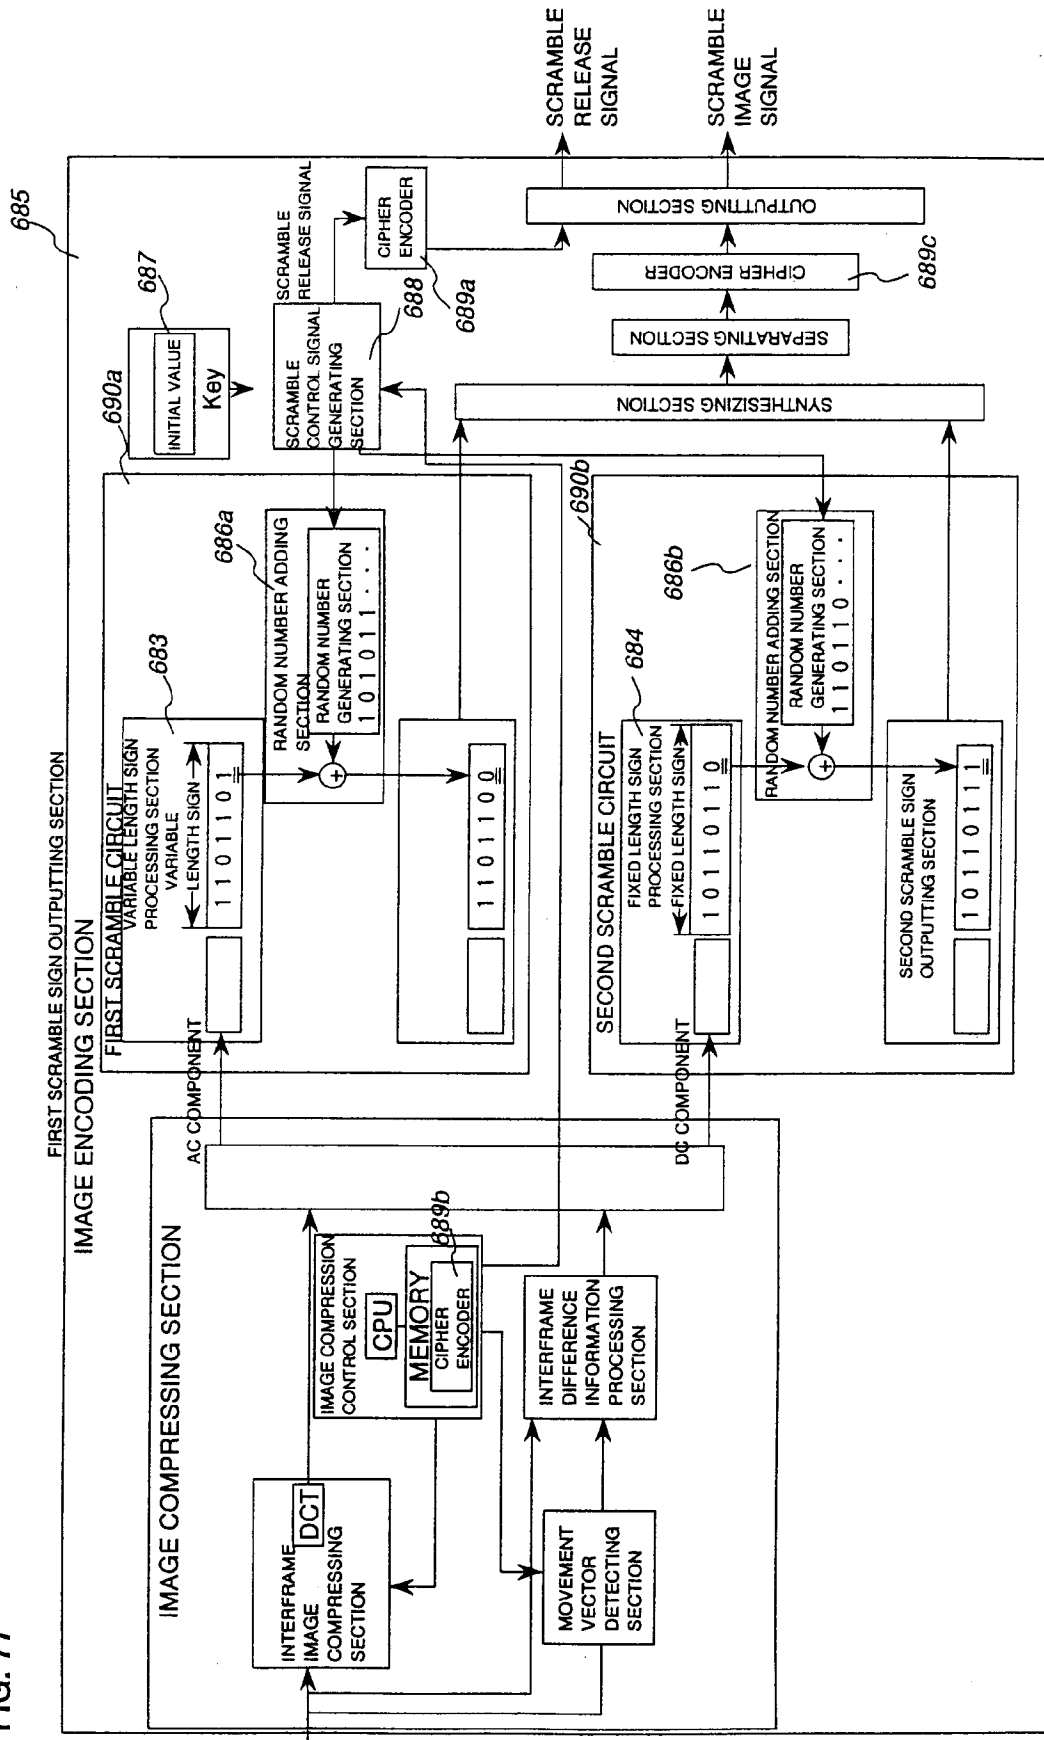 FIG. 77
FIRST SCRAMBLE SIGN OUTPUTTING SECTION
IMAGE ENCODING SECTION
685
IMAGE COMPRESSING SECTION
INTERFRAME
IMAGE
COMPRESSING
SECTION
DCT
IMAGE COMPRESSION
CONTROL SECTION
CPU
MEMORY
CIPHER
ENCODER
689b
MOVEMENT
VECTOR
DETECTING
SECTION
INTERFRAME
DIFFERENCE
INFORMATION
PROCESSING
SECTION
AC COMPONENT
DC COMPONENT
FIRST SCRAMBLE CIRCUIT
690a
VARIABLE LENGTH SIGN
PROCESSING SECTION
683
VARIABLE
LENGTH SIGN
1 1 0 1 1 0 1
RANDOM NUMBER ADDING
SECTION
686a
RANDOM NUMBER
GENERATING SECTION
1 0 1 0 1 1 . . .
+
1 1 0 1 1 0 0
SECOND SCRAMBLE CIRCUIT
690b
FIXED LENGTH SIGN
PROCESSING SECTION
684
FIXED LENGTH SIGN
1 0 1 1 0 1 1 0
RANDOM NUMBER ADDING SECTION
686b
RANDOM NUMBER
GENERATING SECTION
1 1 0 1 1 0 . . .
+
SECOND SCRAMBLE SIGN
OUTPUTTING SECTION
1 0 1 1 0 1 1 1
INITIAL VALUE
Key
687
SCRAMBLE
CONTROL SIGNAL
GENERATING
SECTION
688
SCRAMBLE
RELEASE SIGNAL
CIPHER
ENCODER
689a
SYNTHESIZING SECTION
SEPARATING SECTION
CIPHER ENCODER
689c
OUTPUTTING SECTION
SCRAMBLE
RELEASE
SIGNAL
SCRAMBLE
IMAGE
SIGNAL